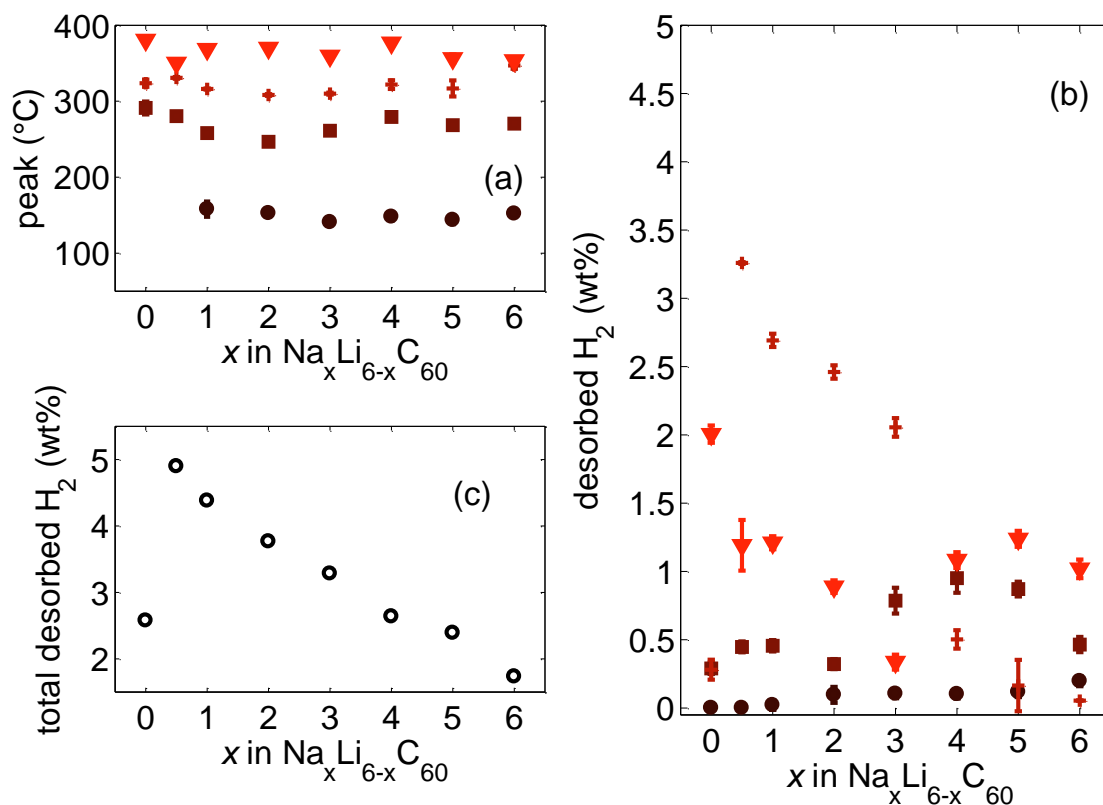 400
300
200
100
peak (°C)
(a)
0 1 2 3 4 5 6
x in NaxLi6-xC60
5
4
3
2
total desorbed H2 (wt%)
(c)
0 1 2 3 4 5 6
x in NaxLi6-xC60
5
4.5
4
3.5
3
2.5
2
1.5
1
0.5
0
desorbed H2 (wt%)
(b)
0 1 2 3 4 5 6
x in NaxLi6-xC60